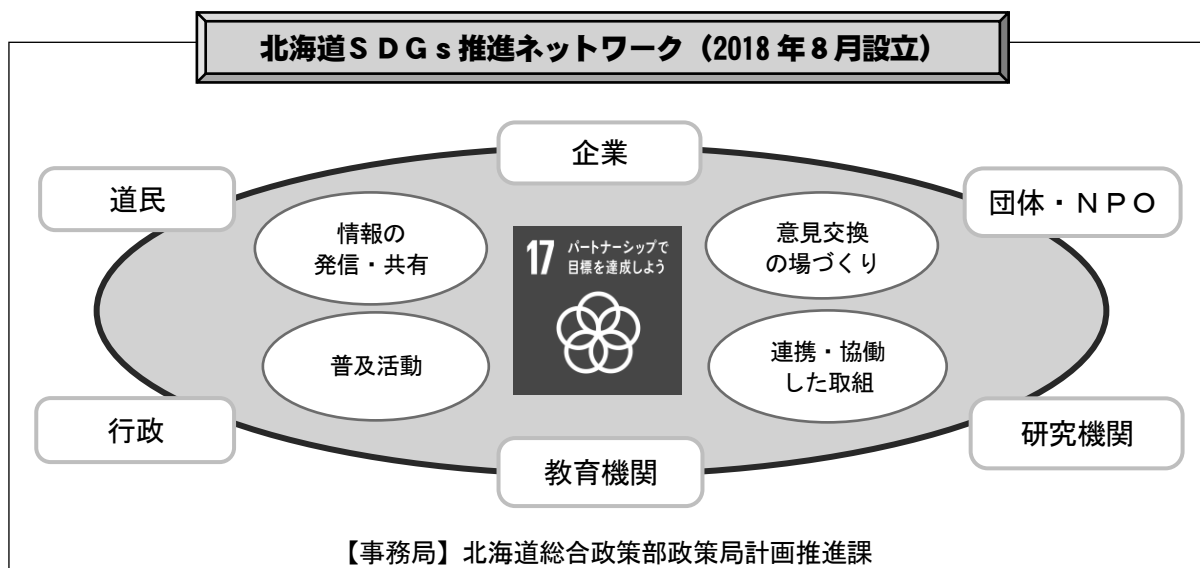 北海道ＳＤＧｓ推進ネットワーク（2018年８月設立）
企業
道民
団体・ＮＰＯ
情報の
発信・共有
17 パートナーシップで
目標を達成しよう
意見交換
の場づくり
普及活動
連携・協働
した取組
行政
研究機関
教育機関
【事務局】北海道総合政策部政策局計画推進課